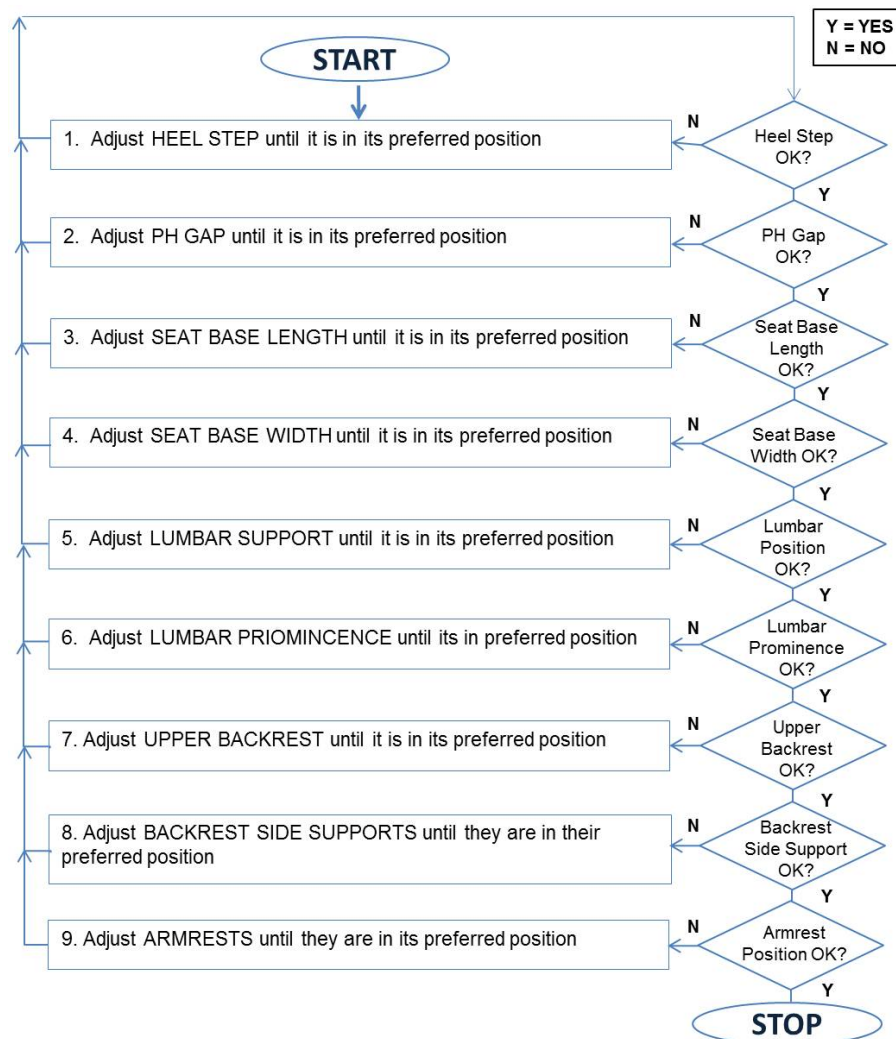 Y = YES
N = NO
START
1. Adjust HEEL STEP until it is in its preferred position
N
Heel Step
OK?
Y
2. Adjust PH GAP until it is in its preferred position
N
PH Gap
OK?
Y
3. Adjust SEAT BASE LENGTH until it is in its preferred position
N
Seat Base
Length
OK?
Y
4. Adjust SEAT BASE WIDTH until it is in its preferred position
N
Seat Base
Width OK?
Y
5. Adjust LUMBAR SUPPORT until it is in its preferred position
N
Lumbar
Position
OK?
Y
6. Adjust LUMBAR PRIOMINCENCE until its in preferred position
N
Lumbar
Prominence
OK?
Y
7. Adjust UPPER BACKREST until it is in its preferred position
N
Upper
Backrest
OK?
Y
8. Adjust BACKREST SIDE SUPPORTS until they are in their
preferred position
N
Backrest
Side Support
OK?
Y
9. Adjust ARMRESTS until they are in its preferred position
N
Armrest
Position OK?
Y
STOP